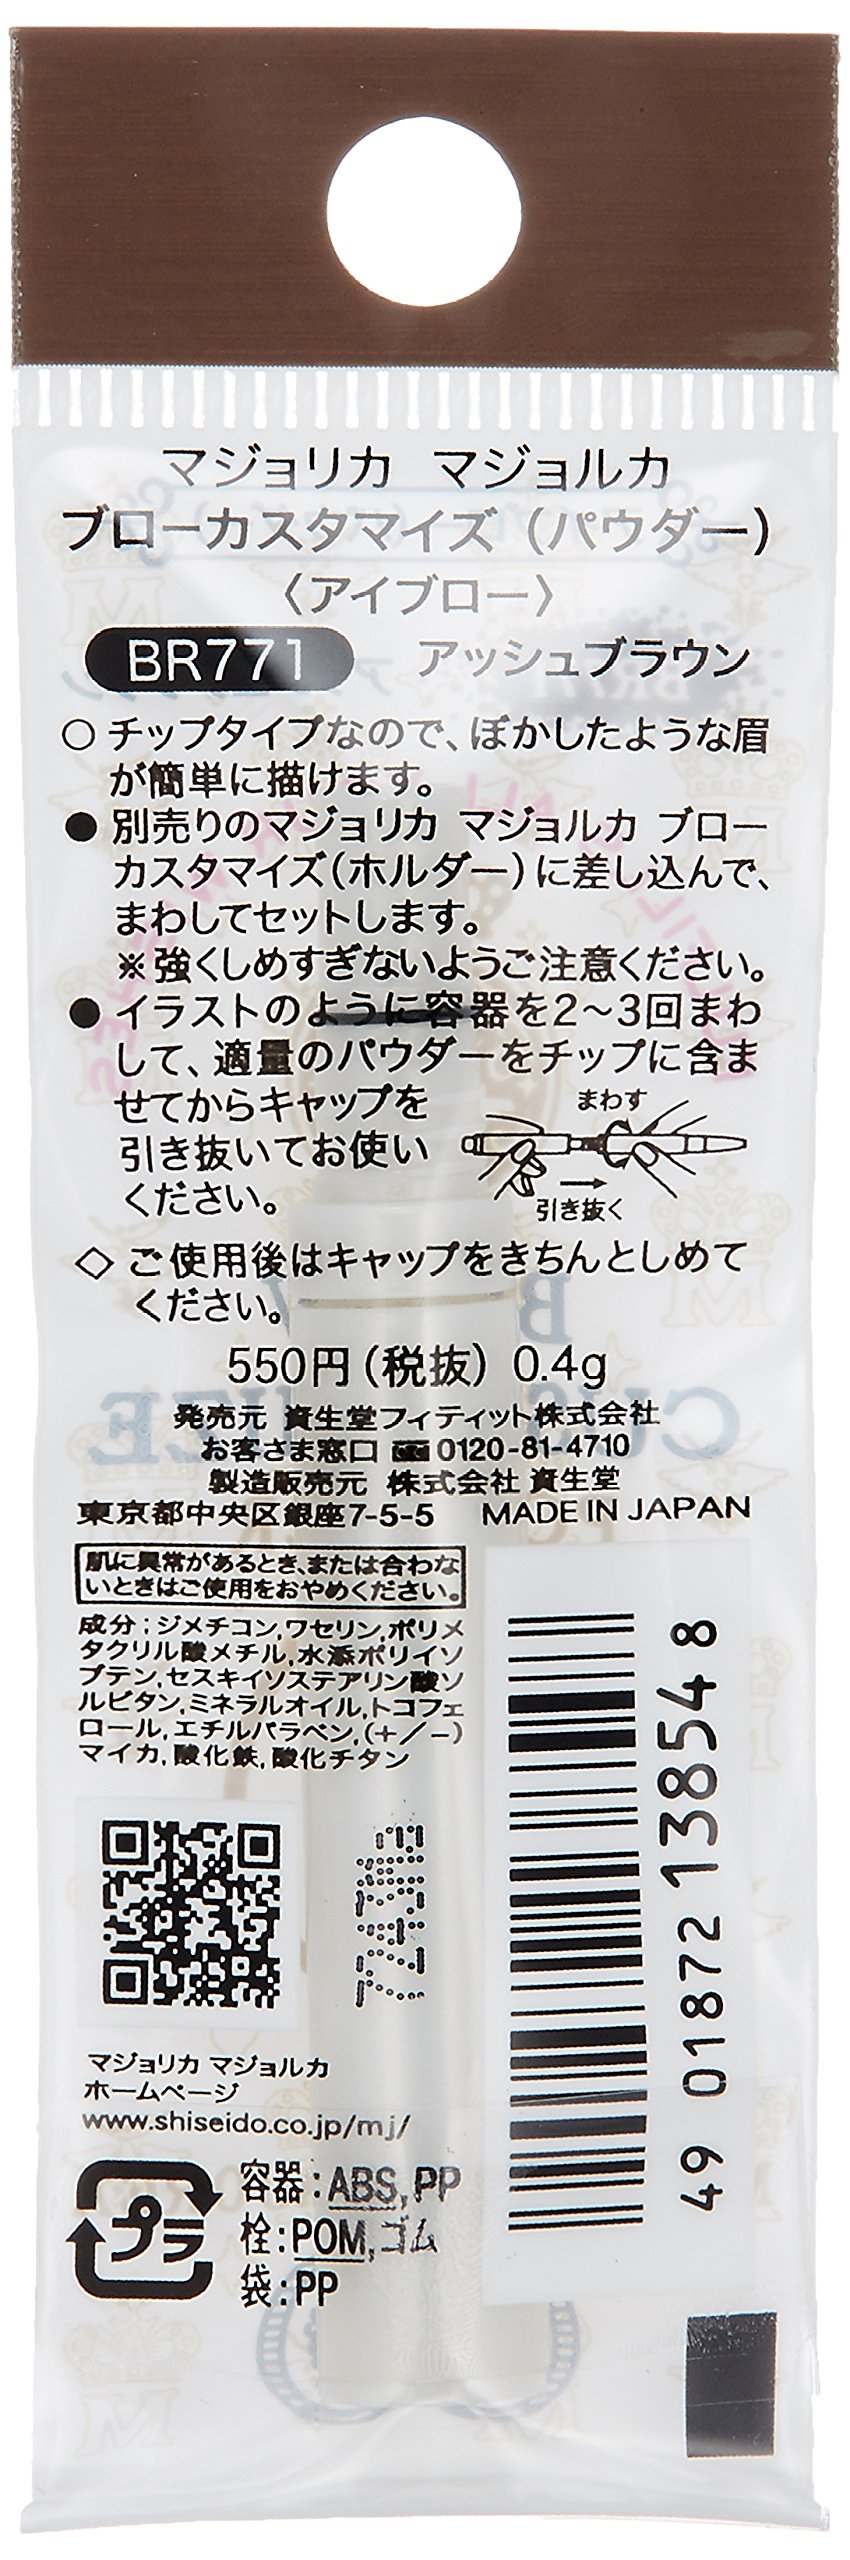 マジョリカ マジョルカ
ブローカスタマイズ（パウダー）
〈アイブロー〉
BR771 アッシュブラウン
○ チップタイプなので、ぼかしたような眉
が簡単に描けます。
● 別売りのマジョリカ マジョルカ ブロー
カスタマイズ（ホルダー）に差し込んで、
まわしてセットします。
※強くしめすぎないようご注意ください。
● イラストのように容器を2～3回まわ
して、適量のパウダーをチップに含ま
せてからキャップを
引き抜いてお使い
ください。
まわす
引き抜く
◇ ご使用後はキャップをきちんとしめて
ください。
550円（税抜） 0.4g
発売元 資生堂フィティット株式会社
お客さま窓口 0120-81-4710
製造販売元 株式会社 資生堂
東京都中央区銀座7-5-5 MADE IN JAPAN
肌に異常があるとき、または合わな
いときはご使用をおやめください。
成分：ジメチコン,ワセリン,ポリメ
タクリル酸メチル,水添ポリイソ
ブテン,セスキイソステアリン酸ソ
ルビタン,ミネラルオイル,トコフェ
ロール,エチルパラベン,(+/−)
マイカ,酸化鉄,酸化チタン
49 01872 13854 8
マジョリカ マジョルカ
ホームページ
www.shiseido.co.jp/mj/
プラ
容器：ABS,PP
栓：POM,ゴム
袋：PP